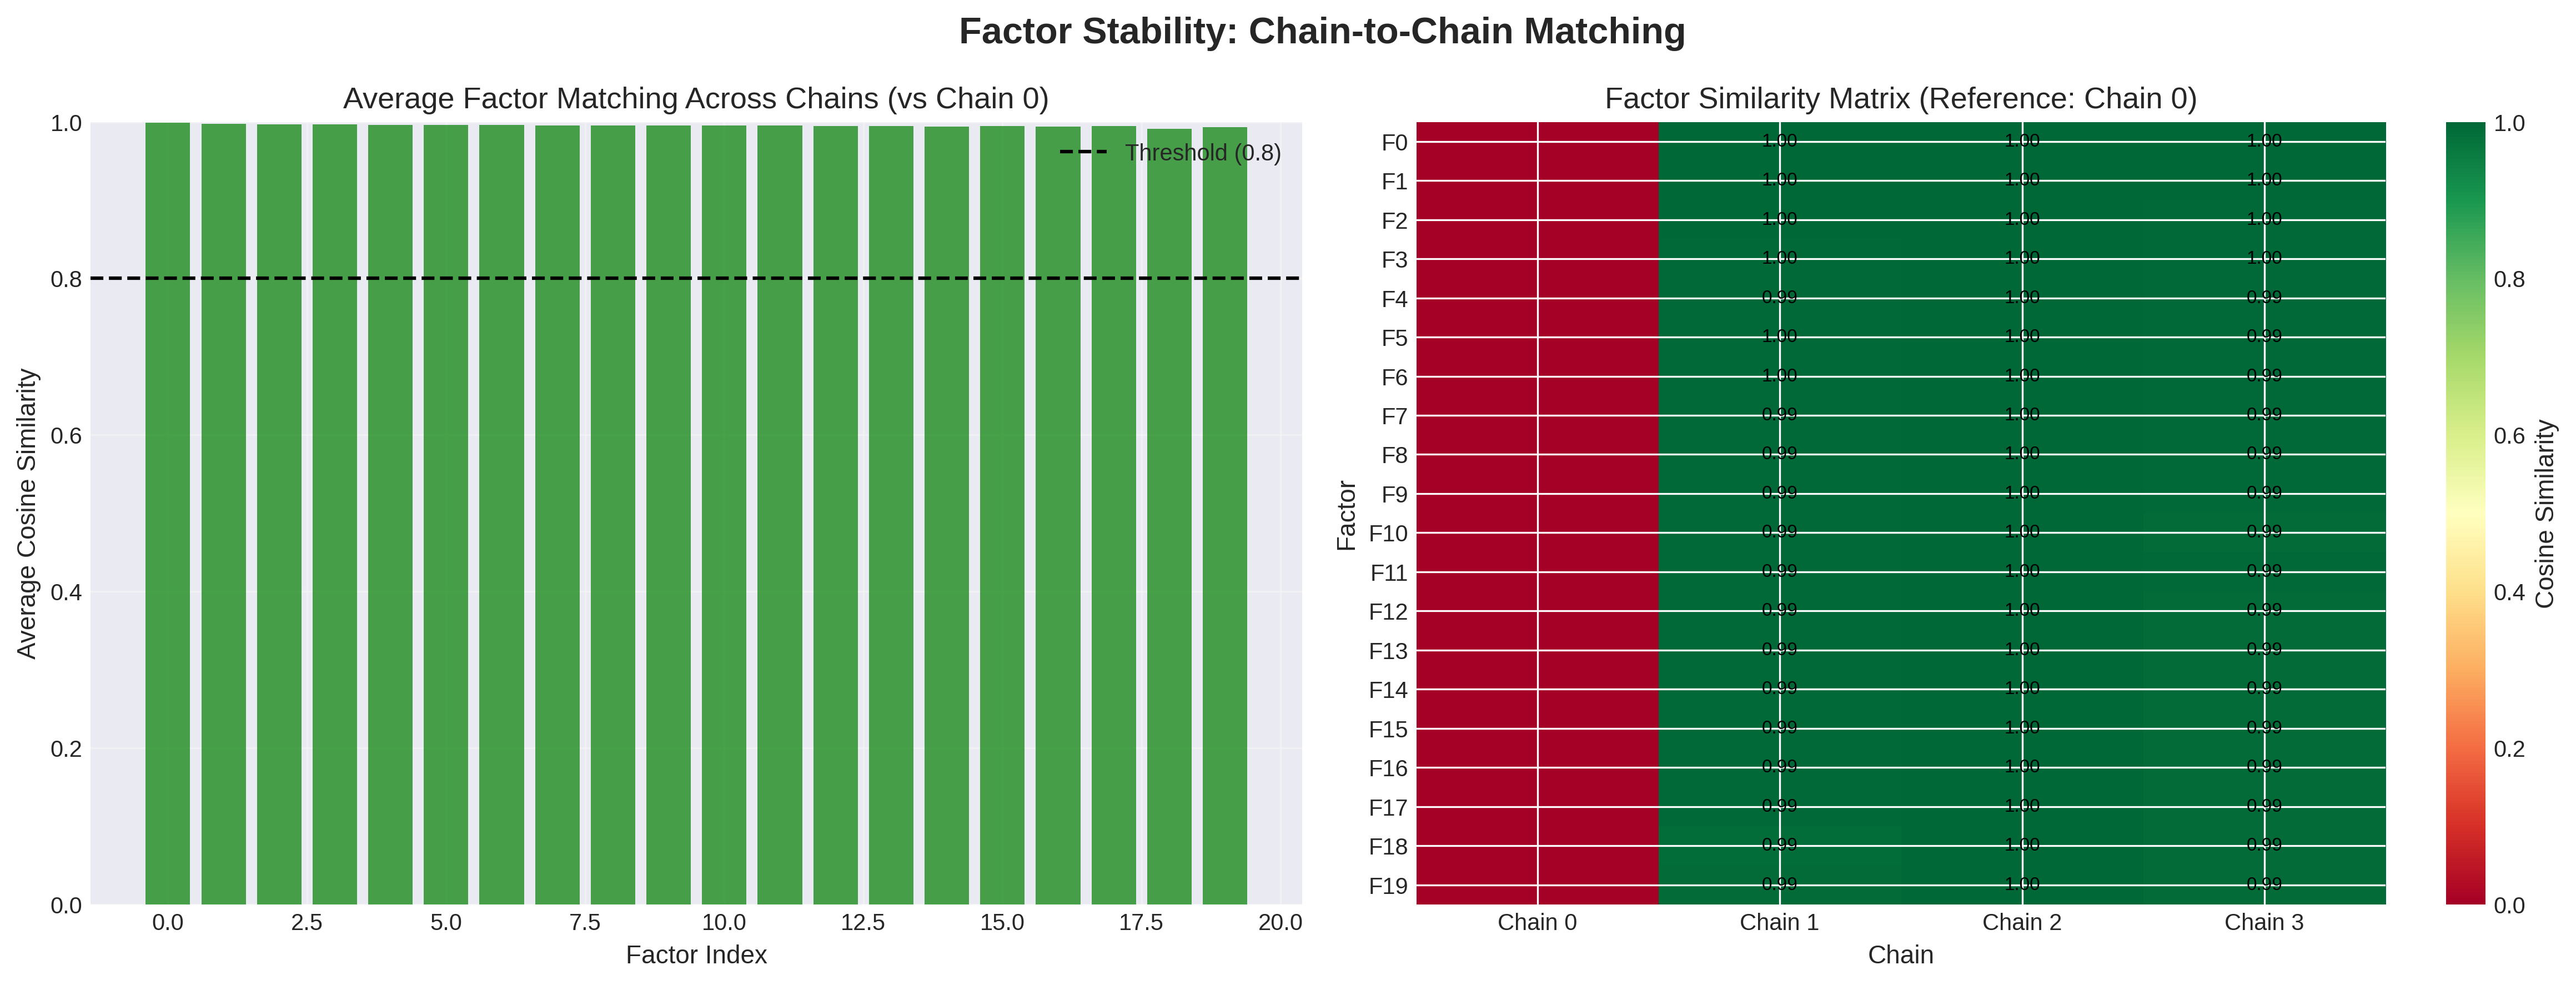 Factor Stability: Chain-to-Chain Matching
Average Factor Matching Across Chains (vs Chain 0)
1.0
0.8
0.6
0.4
0.2
0.0
Average Cosine Similarity
Threshold (0.8)
0.0 2.5 5.0 7.5 10.0 12.5 15.0 17.5 20.0
Factor Index
Factor Similarity Matrix (Reference: Chain 0)
Factor
F0 1.00 1.00 1.00
F1 1.00 1.00 1.00
F2 1.00 1.00 1.00
F3 1.00 1.00 1.00
F4 0.99 1.00 0.99
F5 1.00 1.00 0.99
F6 1.00 1.00 0.99
F7 0.99 1.00 0.99
F8 0.99 1.00 0.99
F9 0.99 1.00 0.99
F10 0.99 1.00 0.99
F11 0.99 1.00 0.99
F12 0.99 1.00 0.99
F13 0.99 1.00 0.99
F14 0.99 1.00 0.99
F15 0.99 1.00 0.99
F16 0.99 1.00 0.99
F17 0.99 1.00 0.99
F18 0.99 1.00 0.99
F19 0.99 1.00 0.99
Chain 0 Chain 1 Chain 2 Chain 3
Chain
1.0
0.8
0.6
0.4
0.2
0.0
Cosine Similarity